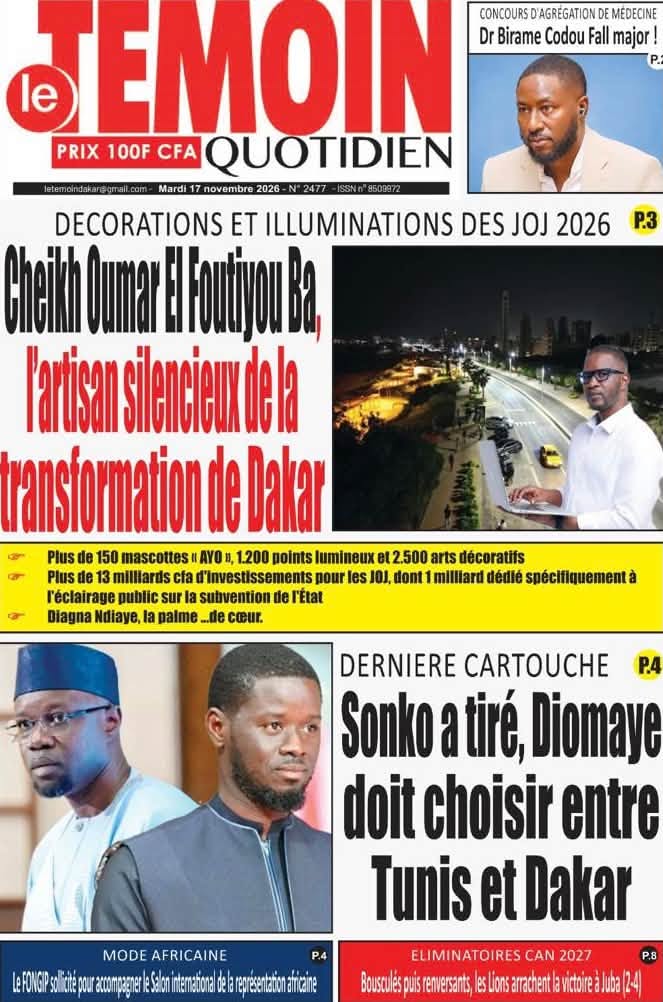 CONCOURS D'AGRÉGATION DE MÉDECINE
Dr Birame Codou Fall major !
P.2
le TEMOIN
PRIX 100F CFA QUOTIDIEN
letemoindakar@gmail.com - Mardi 17 novembre 2026 - N° 2477 - ISSN n° 8509972
DECORATIONS ET ILLUMINATIONS DES JOJ 2026 P.3
Cheikh Oumar El Foutiyou Ba,
l'artisan silencieux de la
transformation de Dakar
Plus de 150 mascottes « AYO », 1.200 points lumineux et 2.500 arts décoratifs
Plus de 13 milliards cfa d'investissements pour les JOJ, dont 1 milliard dédié spécifiquement à
l'éclairage public sur la subvention de l'État
Diagna Ndiaye, la palme ...de cœur.
DERNIERE CARTOUCHE P.4
Sonko a tiré, Diomaye
doit choisir entre
Tunis et Dakar
MODE AFRICAINE P.4
Le FONGIP sollicité pour accompagner le Salon international de la représentation africaine
ELIMINATOIRES CAN 2027 P.8
Bousculés puis renversants, les Lions arrachent la victoire à Juba (2-4)